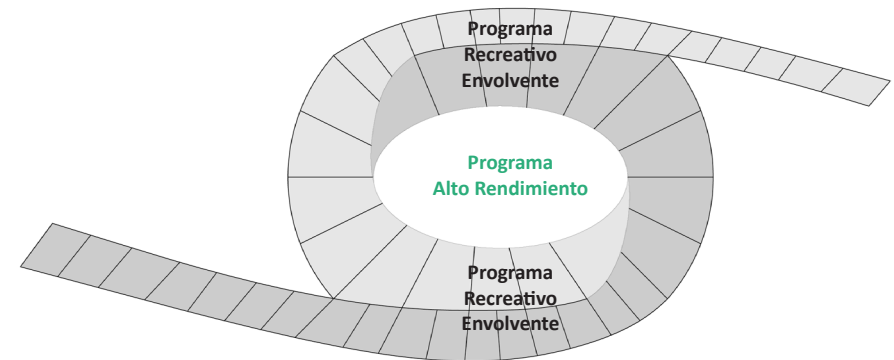 Programa
Recreativo
Envolvente
Programa
Alto Rendimiento
Programa
Recreativo
Envolvente